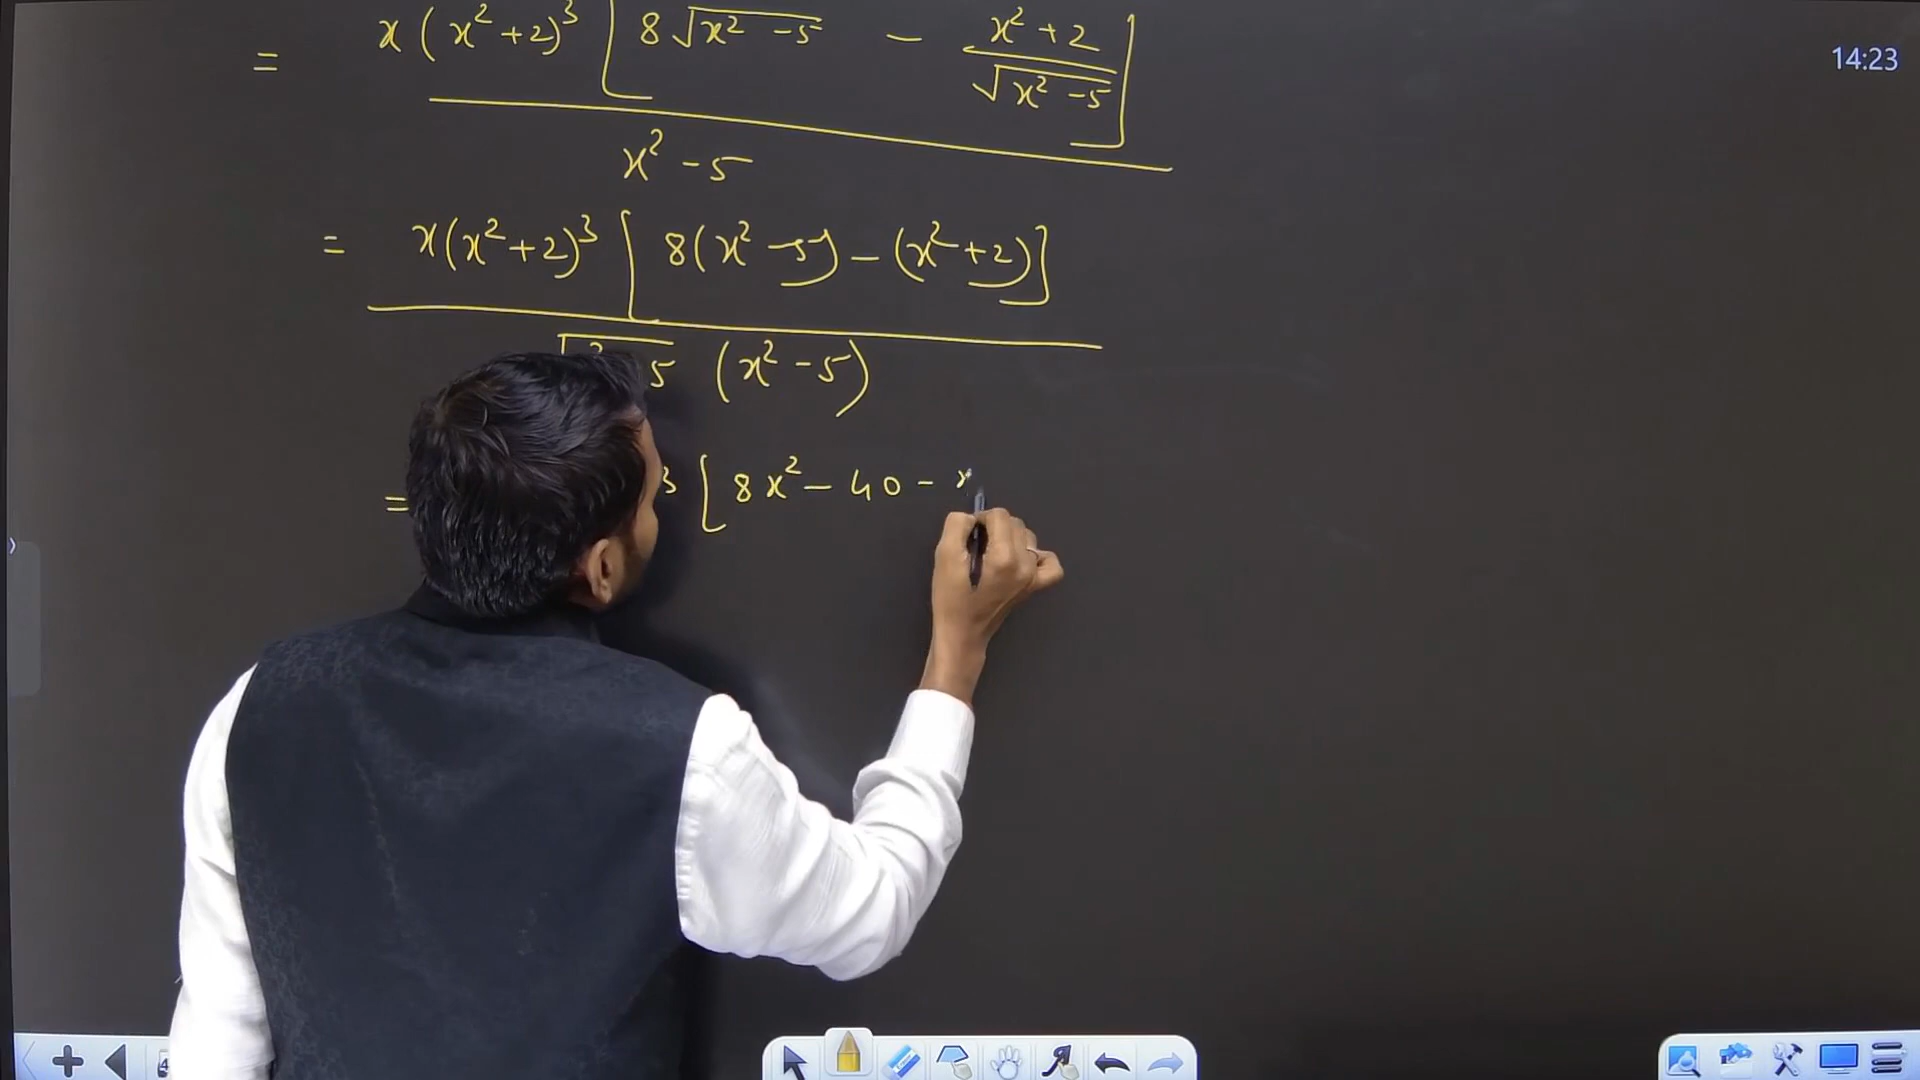 = x(x²+2)³ [8√(x²-5) - (x²+2)/√(x²-5)]
x²-5
14:23
= x(x²+2)³ [8(x²-5)-(x²+2)]
5 (x²-5)
= ³ [8x²-40-x